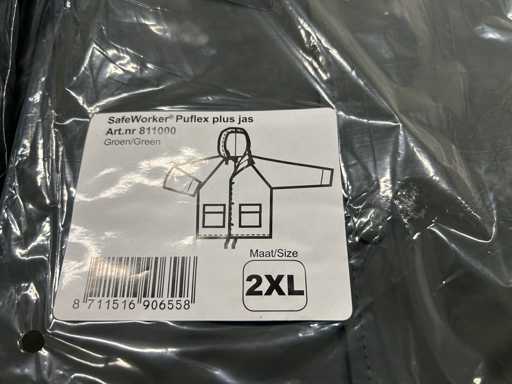 SafeWorker® Puflex plus jas
Art.nr 811000
Groen/Green
Maat/Size
2XL
8 711516 906558